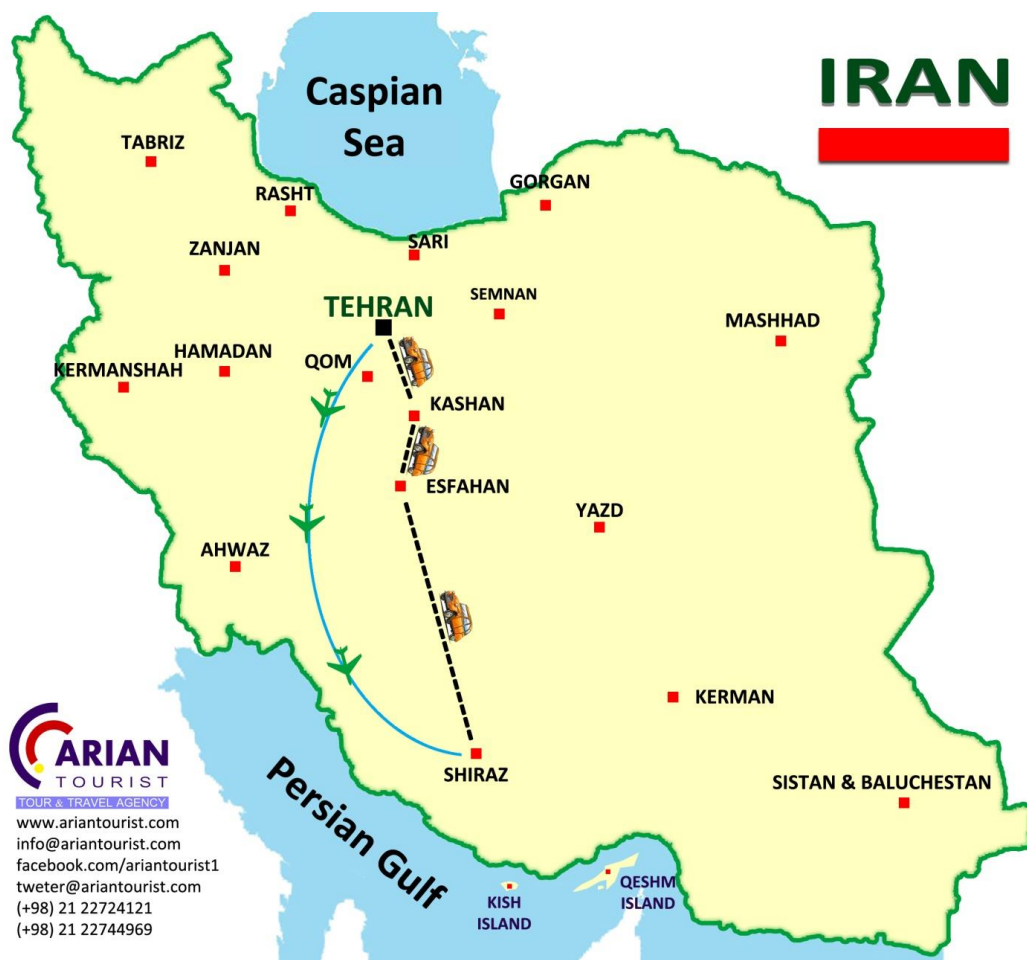 IRAN
Caspian
Sea
TABRIZ
RASHT
GORGAN
ZANJAN
SARI
SEMNAN
TEHRAN
MASHHAD
HAMADAN
QOM
KERMANSHAH
KASHAN
ESFAHAN
YAZD
AHWAZ
KERMAN
SHIRAZ
SISTAN & BALUCHESTAN
Persian Gulf
QESHM
ISLAND
KISH
ISLAND
ARIAN
TOURIST
TOUR & TRAVEL AGENCY
www.ariantourist.com
info@ariantourist.com
facebook.com/ariantourist1
tweter@ariantourist.com
(+98) 21 22724121
(+98) 21 22744969